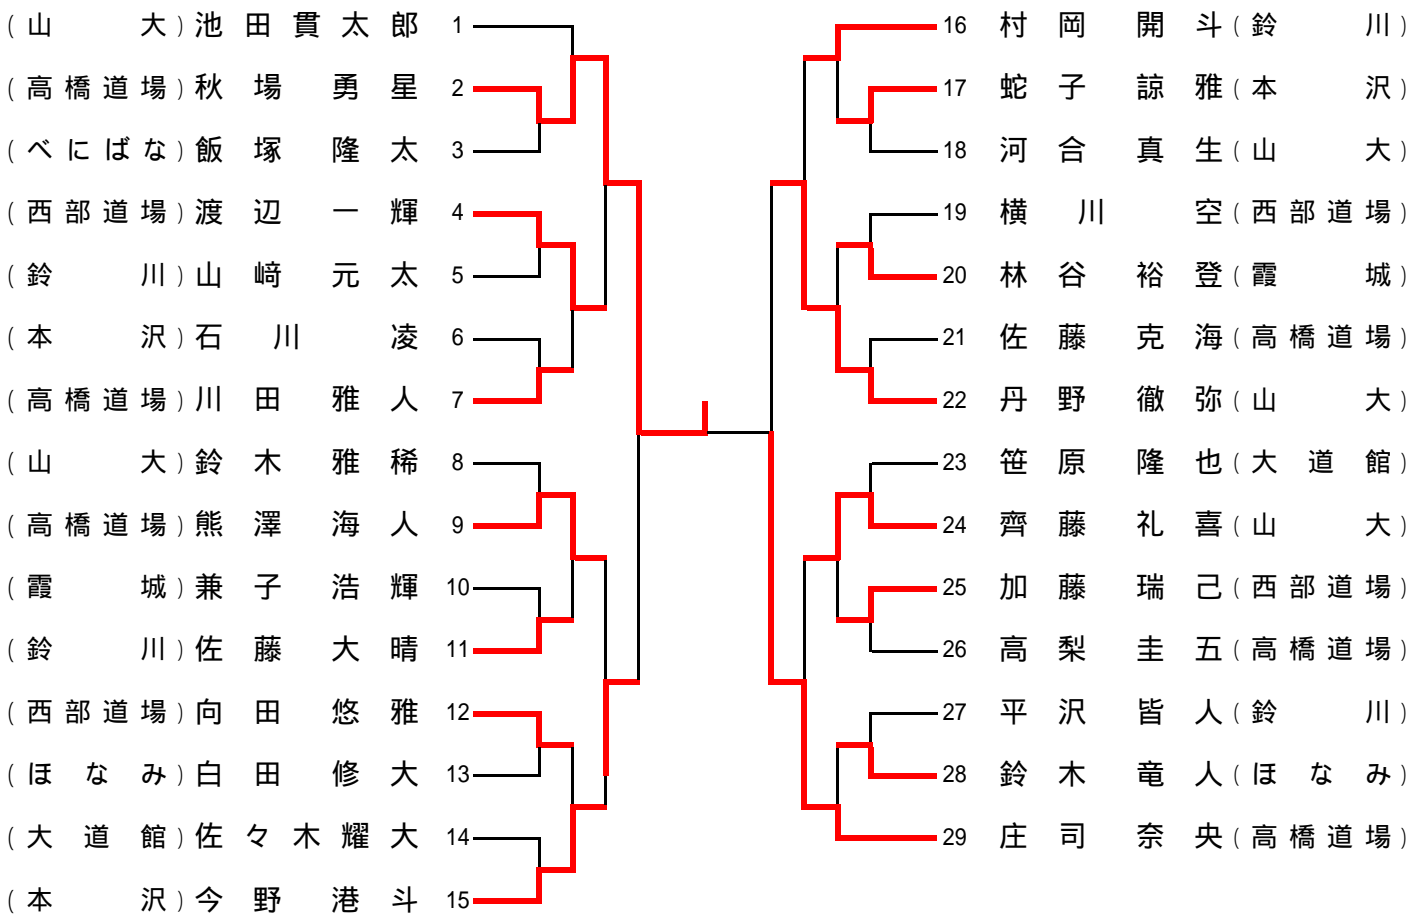 (山大)池田貫太郎 1
(高橋道場)秋場勇星 2
(べにばな)飯塚隆太 3
(西部道場)渡辺一輝 4
(鈴川)山﨑元太 5
(本沢)石川凌 6
(高橋道場)川田雅人 7
(山大)鈴木雅稀 8
(高橋道場)熊澤海人 9
(霞城)兼子浩輝 10
(鈴川)佐藤大晴 11
(西部道場)向田悠雅 12
(ほなみ)白田修大 13
(大道館)佐々木耀大 14
(本沢)今野港斗 15
16 村岡開斗(鈴川)
17 蛇子諒雅(本沢)
18 河合真生(山大)
19 横川空(西部道場)
20 林谷裕登(霞城)
21 佐藤克海(高橋道場)
22 丹野徹弥(山大)
23 笹原隆也(大道館)
24 齊藤礼喜(山大)
25 加藤瑞己(西部道場)
26 高梨圭五(高橋道場)
27 平沢皆人(鈴川)
28 鈴木竜人(ほなみ)
29 庄司奈央(高橋道場)